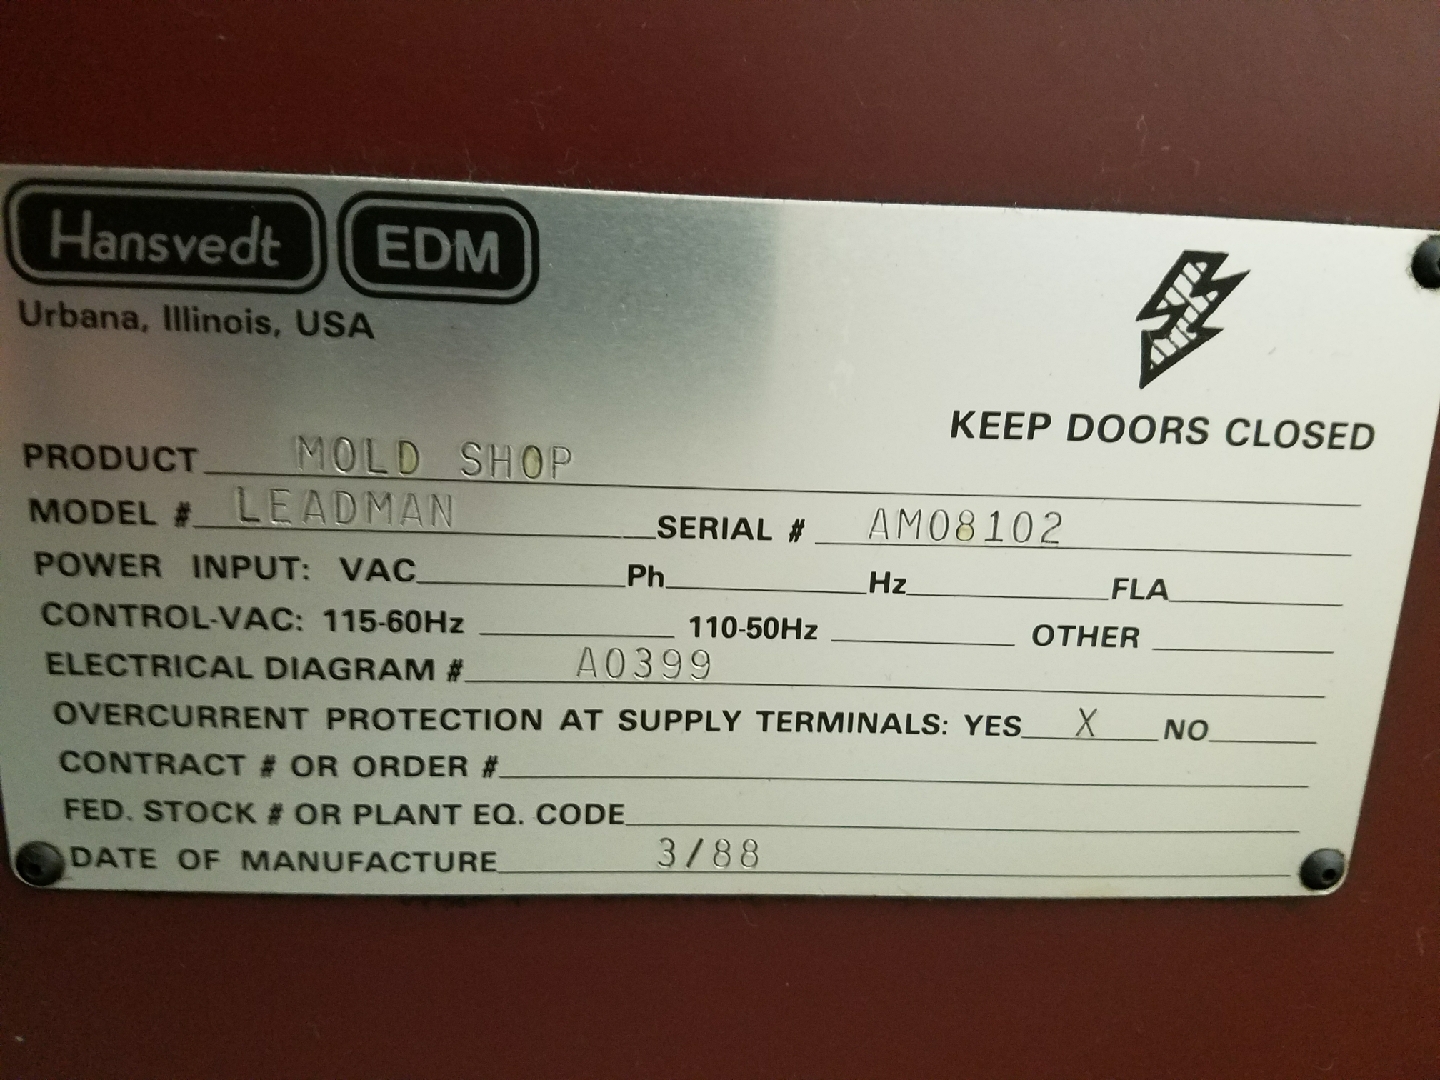 Hansvedt EDM
Urbana, Illinois, USA
KEEP DOORS CLOSED
PRODUCT MOLD SHOP
MODEL # LEADMAN SERIAL # AM08102
POWER INPUT: VAC Ph Hz FLA
CONTROL-VAC: 115-60Hz 110-50Hz OTHER
ELECTRICAL DIAGRAM # A0399
OVERCURRENT PROTECTION AT SUPPLY TERMINALS: YES X NO
CONTRACT # OR ORDER #
FED. STOCK # OR PLANT EQ. CODE
DATE OF MANUFACTURE 3/88